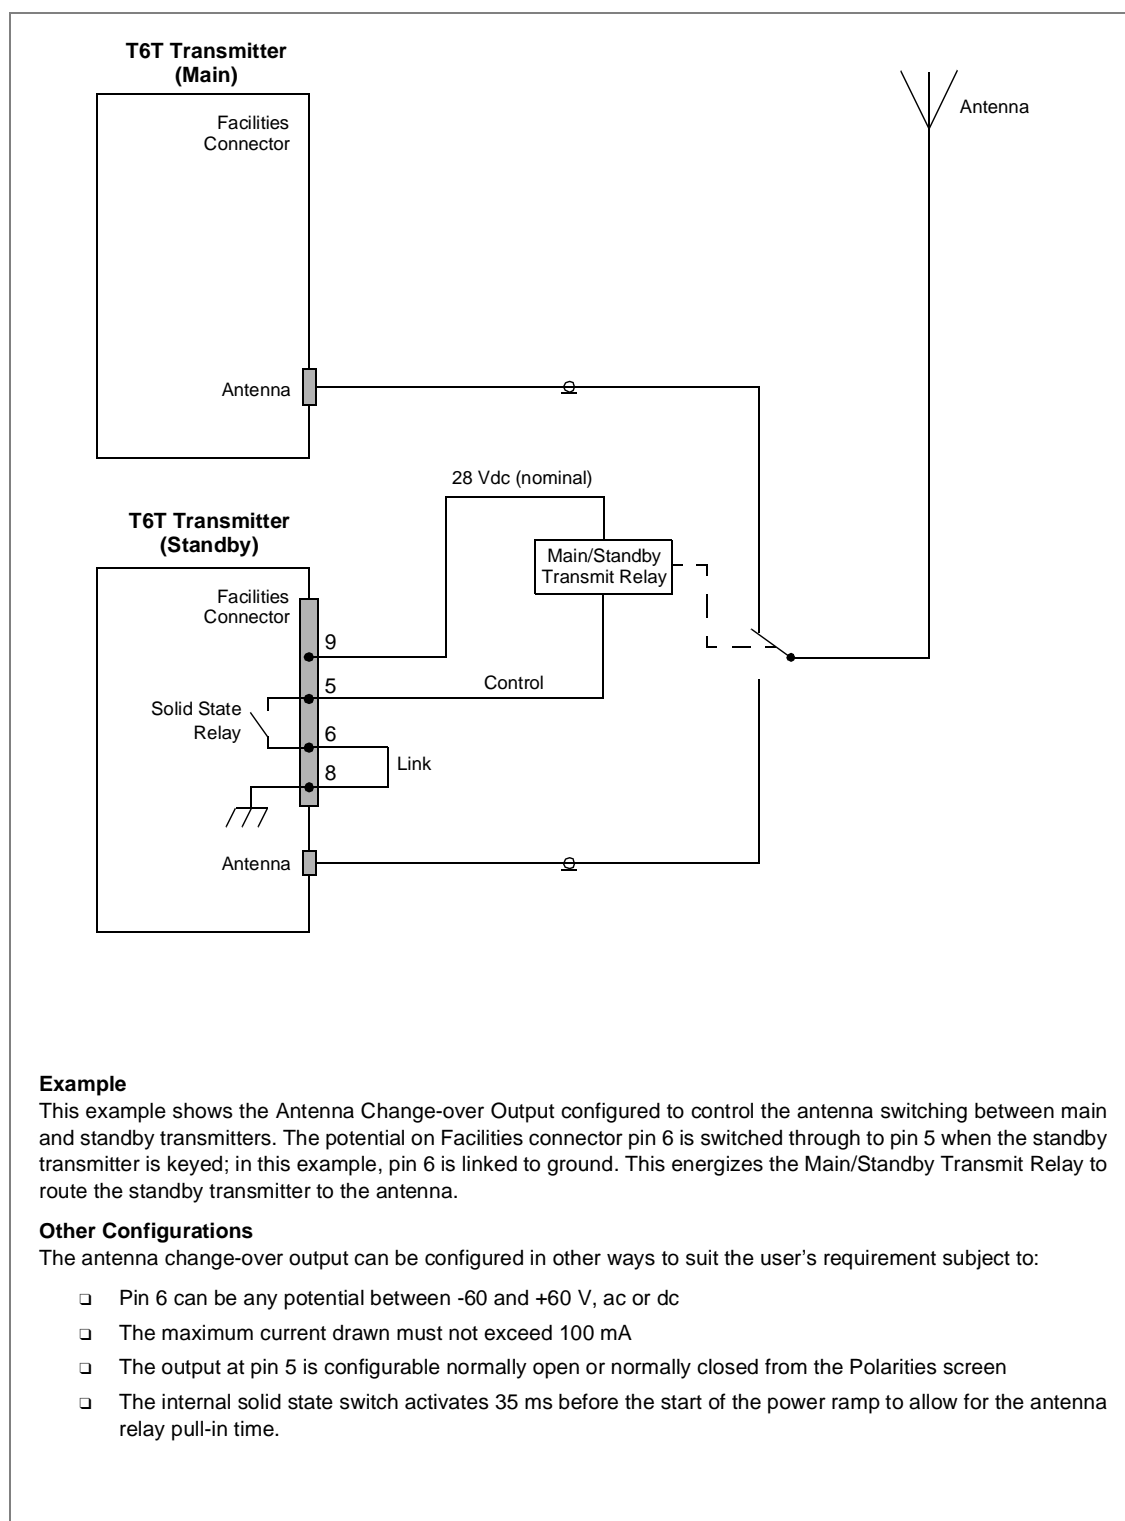 T6T Transmitter
(Main)
Antenna
Facilities
Connector
Antenna
28 Vdc (nominal)
T6T Transmitter
(Standby)
Main/Standby
Transmit Relay
Facilities
Connector
9
5
Control
Solid State
Relay
6
Link
8
Antenna
Example
This example shows the Antenna Change-over Output configured to control the antenna switching between main
and standby transmitters. The potential on Facilities connector pin 6 is switched through to pin 5 when the standby
transmitter is keyed; in this example, pin 6 is linked to ground. This energizes the Main/Standby Transmit Relay to
route the standby transmitter to the antenna.
Other Configurations
The antenna change-over output can be configured in other ways to suit the user's requirement subject to:
❏ Pin 6 can be any potential between -60 and +60 V, ac or dc
❏ The maximum current drawn must not exceed 100 mA
❏ The output at pin 5 is configurable normally open or normally closed from the Polarities screen
❏ The internal solid state switch activates 35 ms before the start of the power ramp to allow for the antenna
relay pull-in time.